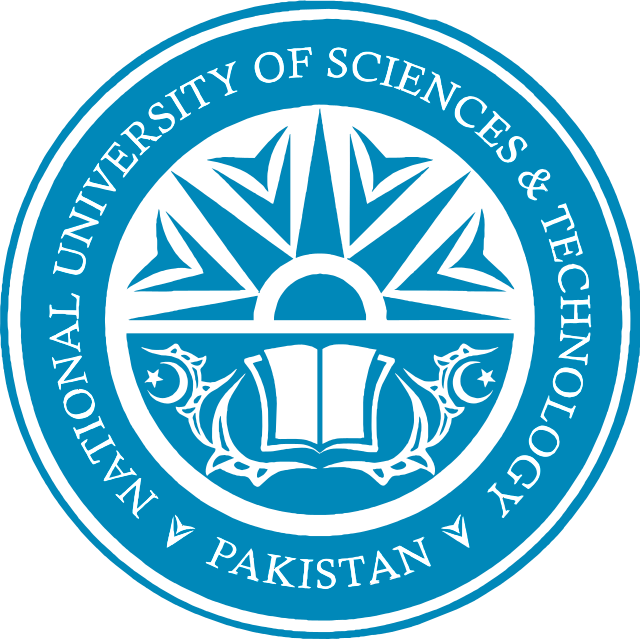 NATIONAL UNIVERSITY OF SCIENCES & TECHNOLOGY
PAKISTAN